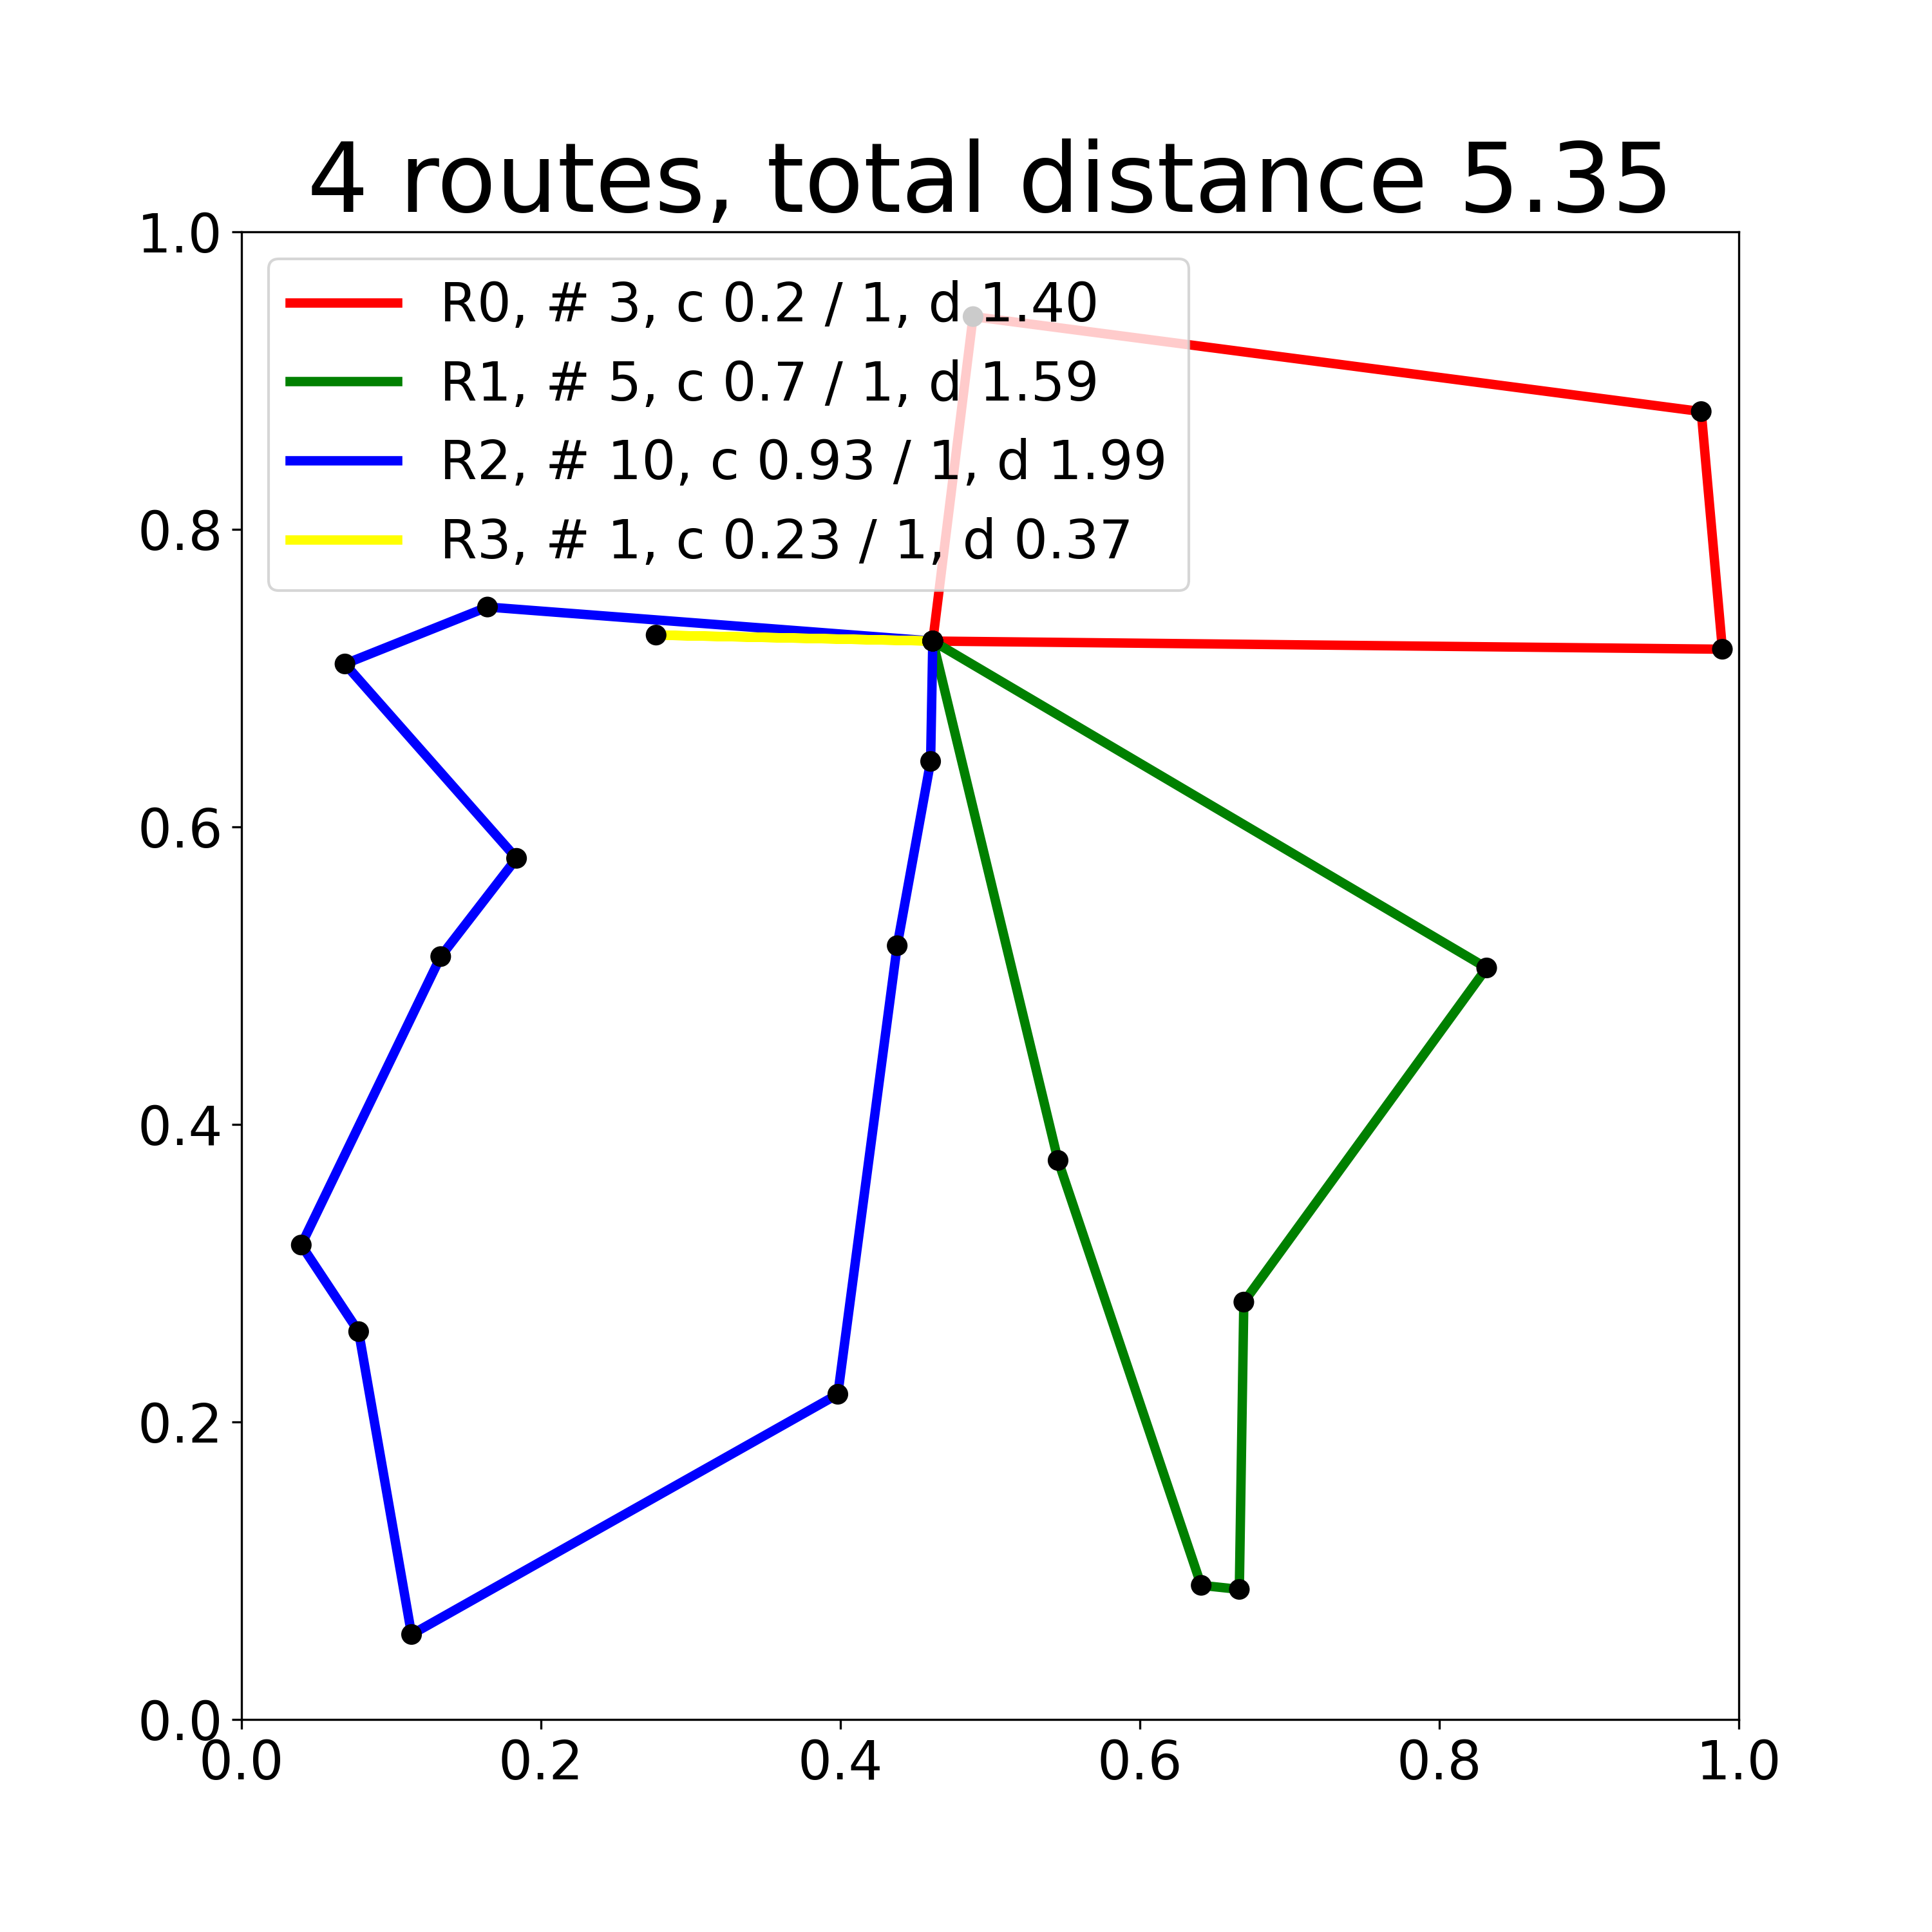 4 routes, total distance 5.35
1.0
R0, # 3, c 0.2 / 1, d 1.40
R1, # 5, c 0.7 / 1, d 1.59
R2, # 10, c 0.93 / 1, d 1.99
R3, # 1, c 0.23 / 1, d 0.37
0.8
0.6
0.4
0.2
0.0
0.0 0.2 0.4 0.6 0.8 1.0